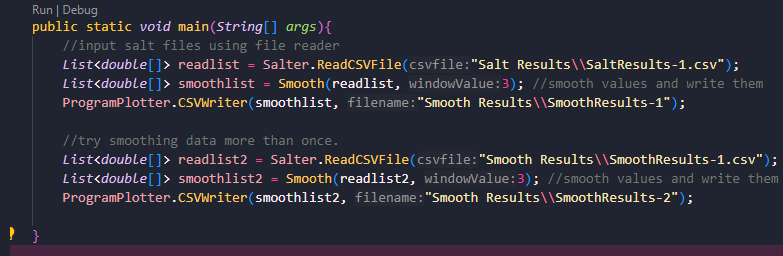 Run | Debug
public static void main(String[] args){
//input salt files using file reader
List<double[]> readlist = Salter.ReadCSVFile(csvfile:"Salt Results\\SaltResults-1.csv");
List<double[]> smoothlist = Smooth(readlist, windowValue:3); //smooth values and write them
ProgramPlotter.CSVWriter(smoothlist, filename:"Smooth Results\\SmoothResults-1");
//try smoothing data more than once.
List<double[]> readlist2 = Salter.ReadCSVFile(csvfile:"Smooth Results\\SmoothResults-1.csv");
List<double[]> smoothlist2 = Smooth(readlist2, windowValue:3); //smooth values and write them
ProgramPlotter.CSVWriter(smoothlist2, filename:"Smooth Results\\SmoothResults-2");
}